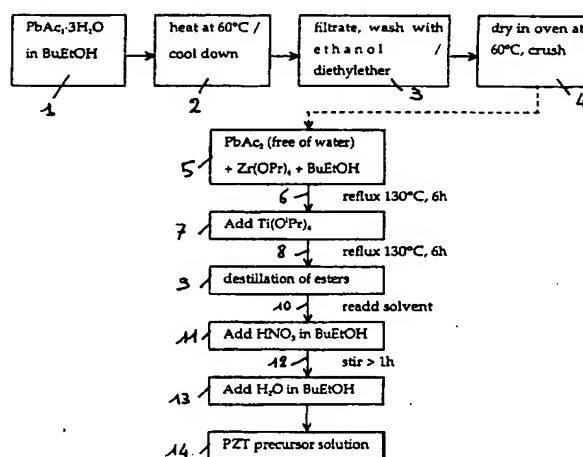 PbAc₂·3H₂O
in BuEtOH
heat at 60°C /
cool down
filtrate, wash with
ethanol /
diethylether
dry in oven at
60°C, crush
1
2
3
4
PbAc₂ (free of water)
+ Zr(OPr)₄ + BuEtOH
5
6 reflux 130°C, 6h
7 Add Ti(OⁱPr)₄
8 reflux 130°C, 6h
9 destillation of esters
10 readd solvent
11 Add HNO₃ in BuEtOH
12 stir > 1h
13 Add H₂O in BuEtOH
14 PZT precursor solution